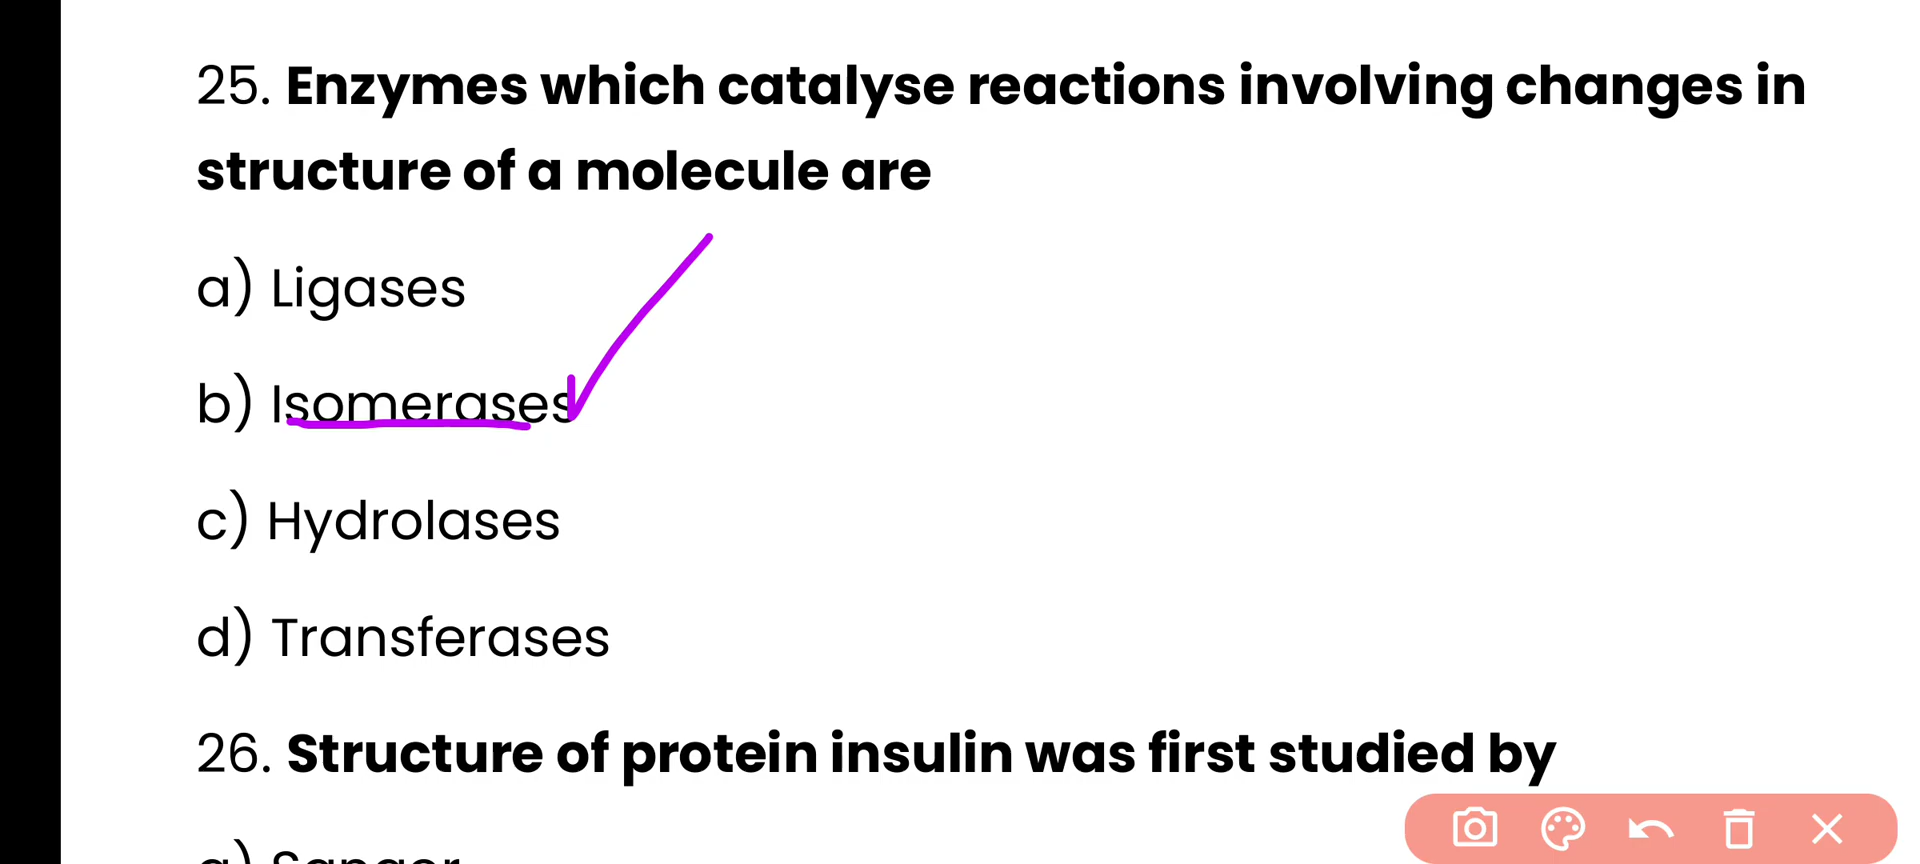 25. Enzymes which catalyse reactions involving changes in
structure of a molecule are
a) Ligases
b) Isomerases
c) Hydrolases
d) Transferases
26. Structure of protein insulin was first studied by
a) Sanger